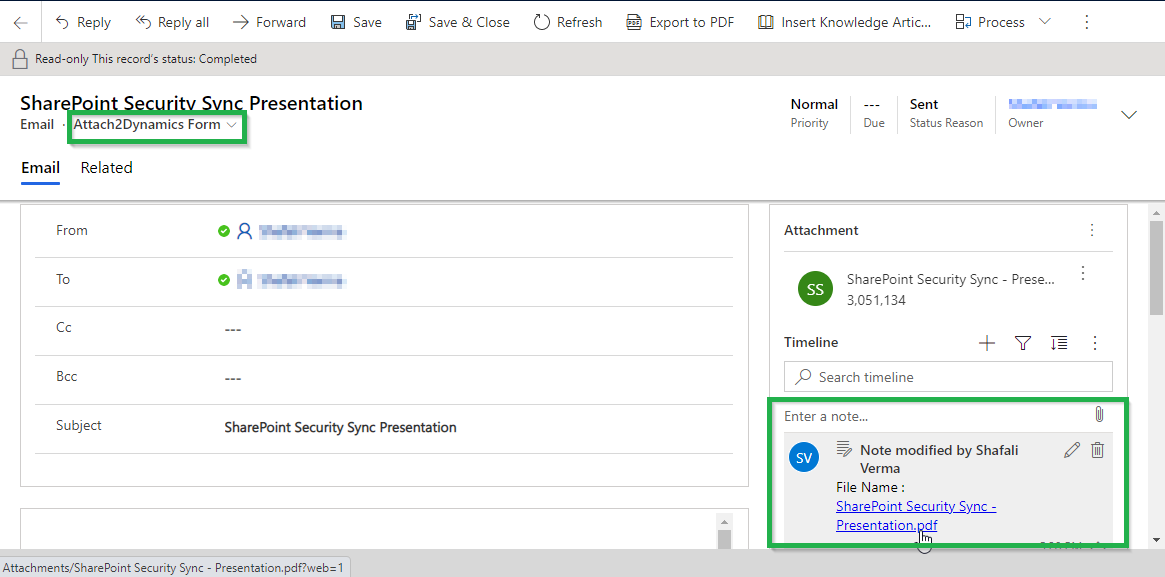 Reply
Reply all
Forward
Save
Save & Close
Refresh
Export to PDF
Insert Knowledge Artic...
Process
Read-only This record's status: Completed
SharePoint Security Sync Presentation
Email · Attach2Dynamics Form
Normal
Priority
---
Due
Sent
Status Reason
Owner
Email
Related
From
To
Cc
---
Bcc
---
Subject
SharePoint Security Sync Presentation
Attachment
SS
SharePoint Security Sync - Prese...
3,051,134
Timeline
Search timeline
Enter a note...
SV
Note modified by Shafali
Verma
File Name :
SharePoint Security Sync -
Presentation.pdf
Attachments/SharePoint Security Sync - Presentation.pdf?web=1